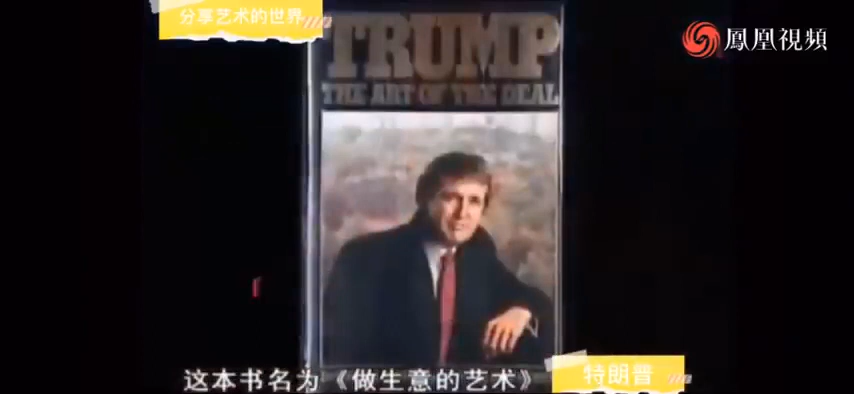 分享艺术的世界
鳳凰視頻
TRUMP
THE ART OF THE DEAL
这本书名为《做生意的艺术》
特朗普